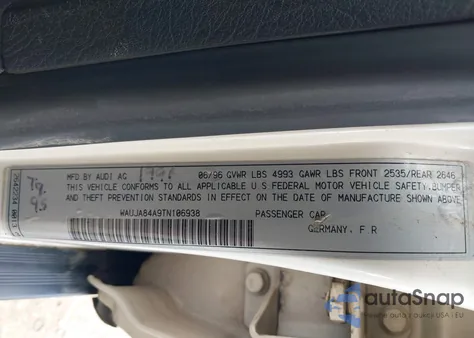 MFD BY AUDI AG 06/96 GVWR LBS 4993 GAWR LBS FRONT 2535/REAR 2646
THIS VEHICLE CONFORMS TO ALL APPLICABLE U.S FEDERAL MOTOR VEHICLE SAFETY, BUMPER
AND THEFT PREVENTION STANDARDS IN EFFECT ON THE DATE OF MANUFACTURE SHOWN ABOVE
WAUJA84A9TN106938 PASSENGER CAR
GERMANY, F R
autoSnap